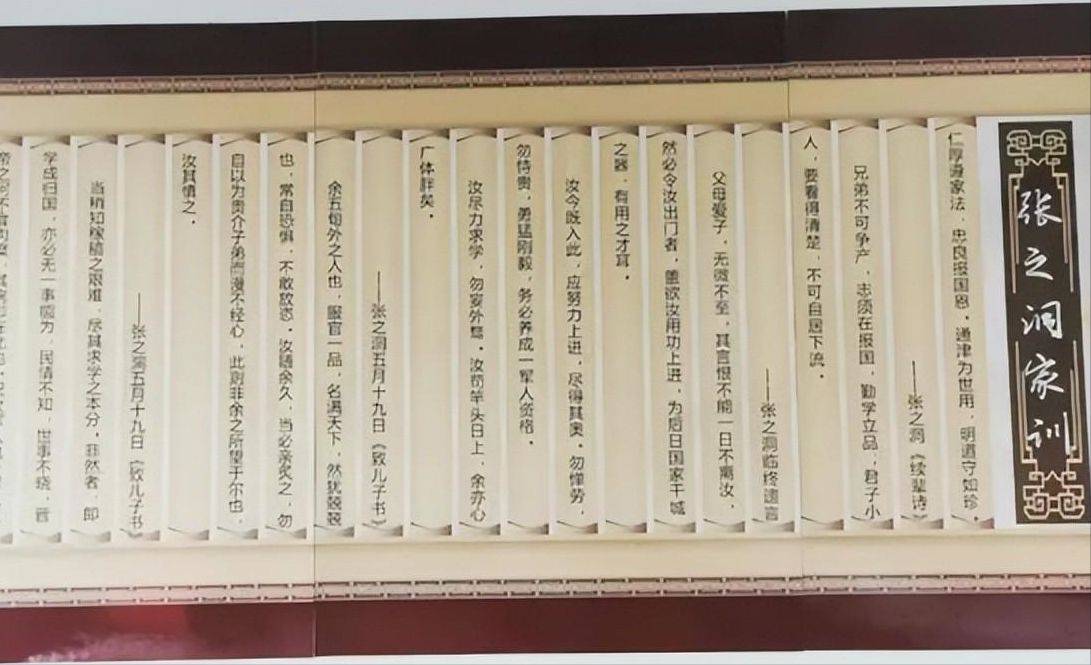 张之洞家训
仁厚遵家法，忠良报国恩。通津为世用，明道守如珍。
——张之洞《续辈诗》
兄弟不可争产，志须在报国，勤学立品，君子小
人，要看得清楚，不可自居下流。
——张之洞临终遗言
父母爱子，无微不至，其言恨不能一日不离汝，
然必令汝出门者，盖欲汝用功上进，为后日国家干城
之器，有用之才耳。
汝今既入此，应努力上进，尽得其奥。勿惮劳，
勿恃贵，勇猛刚毅，务必养成一军人资格。
汝尽力求学，勿妄外骛。汝苟竿头日上，余亦心
广体胖矣。
——张之洞五月十九日《致儿子书》
余五旬外之人也，服官一品，名满天下，然犹兢兢
也，常自恐惧，不敢放恣。汝随余久，当必亲炙之，勿
自以为贵介子弟而漫不经心，此则非余之所望于尔也，
汝其慎之。
——张之洞五月十九日《致儿子书》
当稍知稼穑之艰难，尽其求学之本分。非然者，即
学成归国，亦必无一事能为，民情不知，世事不晓，晋